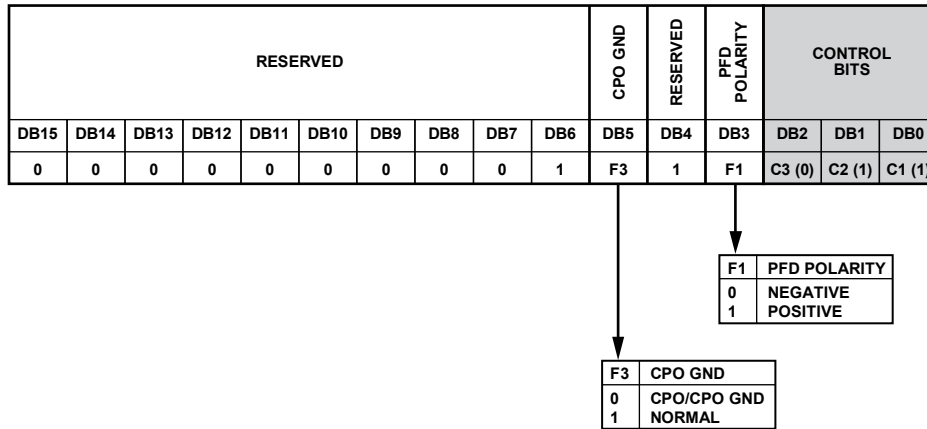 RESERVED
CPO GND
RESERVED
PFD
POLARITY
CONTROL
BITS
DB15 DB14 DB13 DB12 DB11 DB10 DB9 DB8 DB7 DB6 DB5 DB4 DB3 DB2 DB1 DB0
0 0 0 0 0 0 0 0 0 1 F3 1 F1 C3 (0) C2 (1) C1 (1)
F1 PFD POLARITY
0 NEGATIVE
1 POSITIVE
F3 CPO GND
0 CPO/CPO GND
1 NORMAL